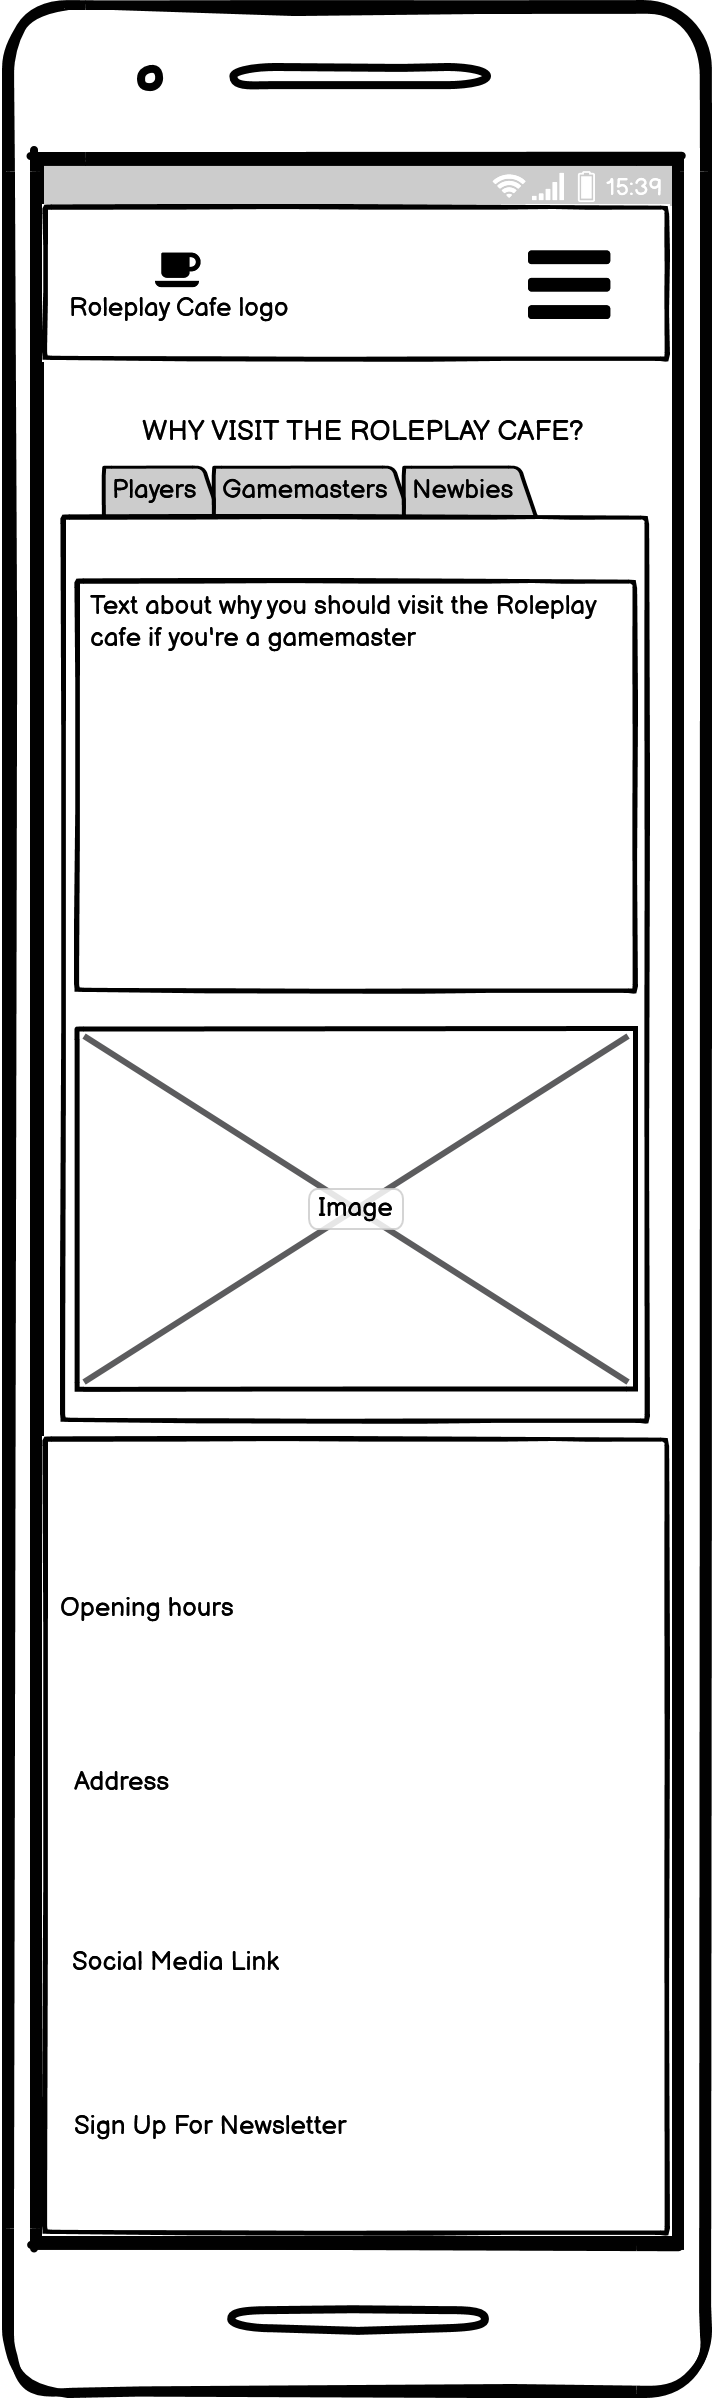 15:39
Roleplay Cafe logo
WHY VISIT THE ROLEPLAY CAFE?
Players
Gamemasters
Newbies
Text about why you should visit the Roleplay
cafe if you're a gamemaster
Image
Opening hours
Address
Social Media Link
Sign Up For Newsletter